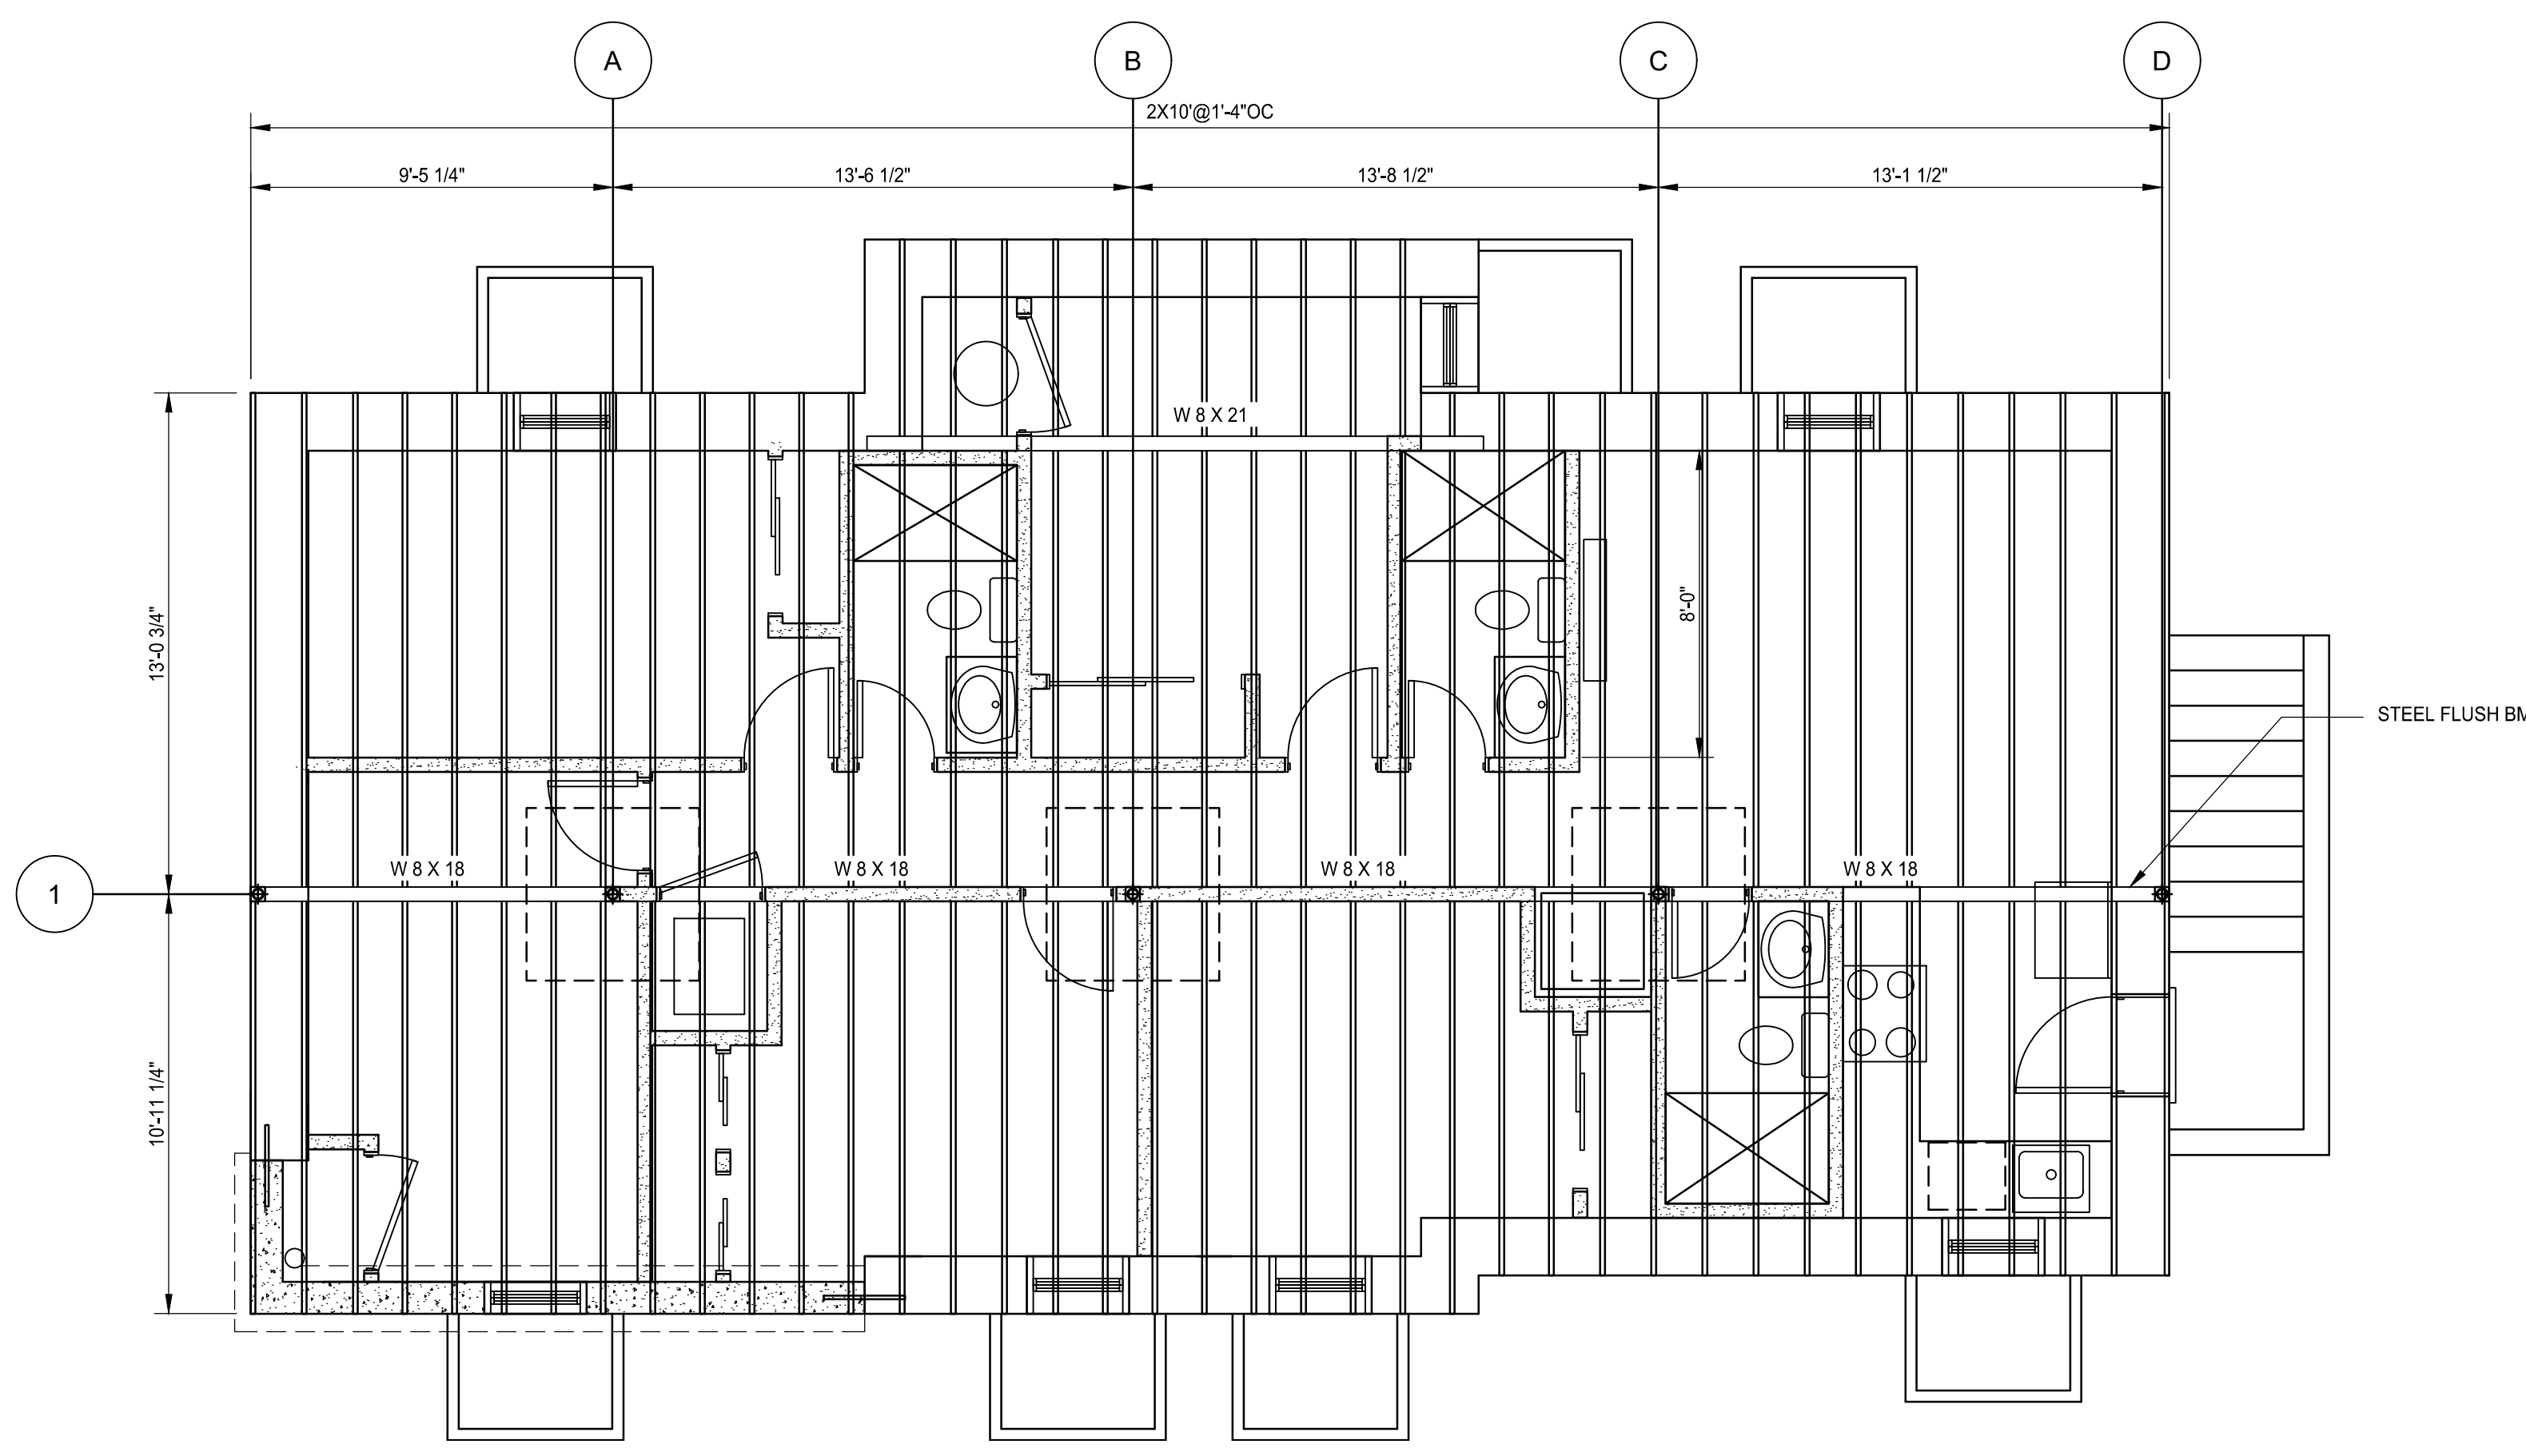 A
B
C
D
2X10'@1'-4"OC
9'-5 1/4"
13'-6 1/2"
13'-8 1/2"
13'-1 1/2"
W 8 X 21
8'-0"
13'-0 3/4"
STEEL FLUSH BM
W 8 X 18
W 8 X 18
W 8 X 18
W 8 X 18
1
10'-11 1/4"